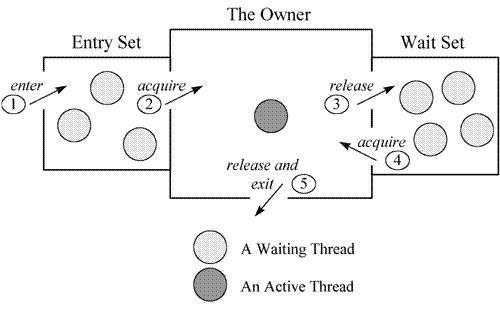 The Owner
Entry Set
Wait Set
enter
1
acquire
2
release
3
acquire
4
release and
exit
5
A Waiting Thread
An Active Thread